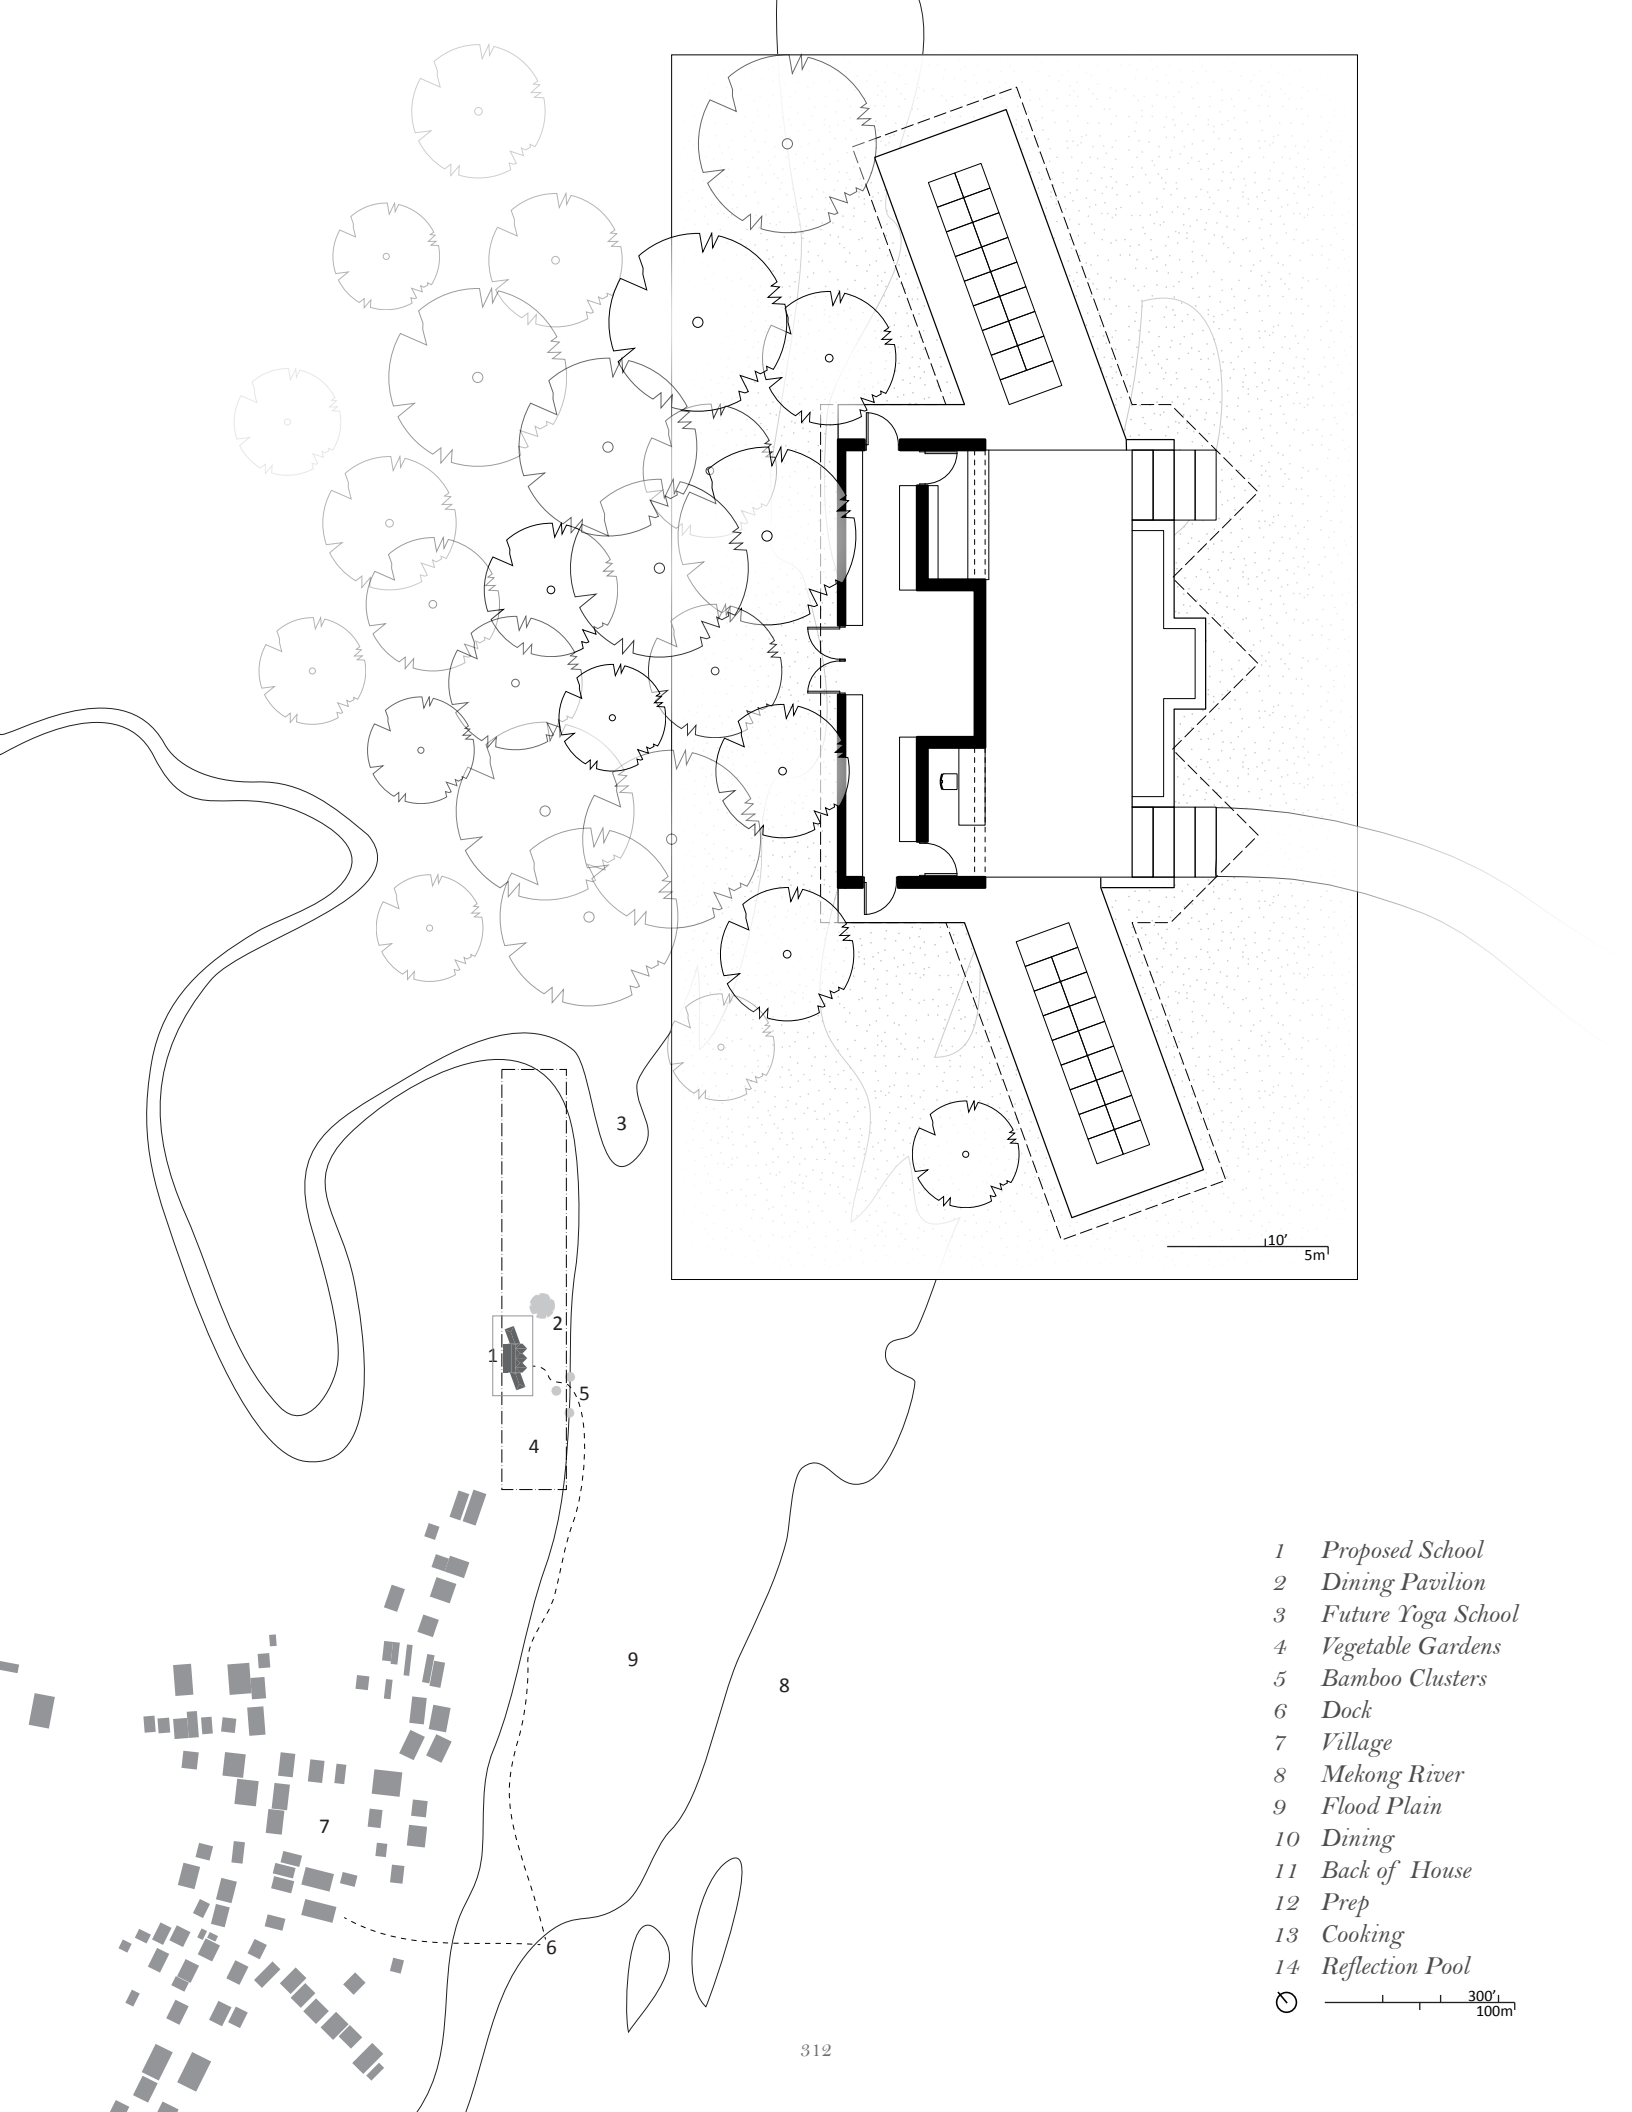 10’
5m
3
2
1
5
4
9
8
7
6
1 Proposed School
2 Dining Pavilion
3 Future Yoga School
4 Vegetable Gardens
5 Bamboo Clusters
6 Dock
7 Village
8 Mekong River
9 Flood Plain
10 Dining
11 Back of House
12 Prep
13 Cooking
14 Reflection Pool
300’
100m
312